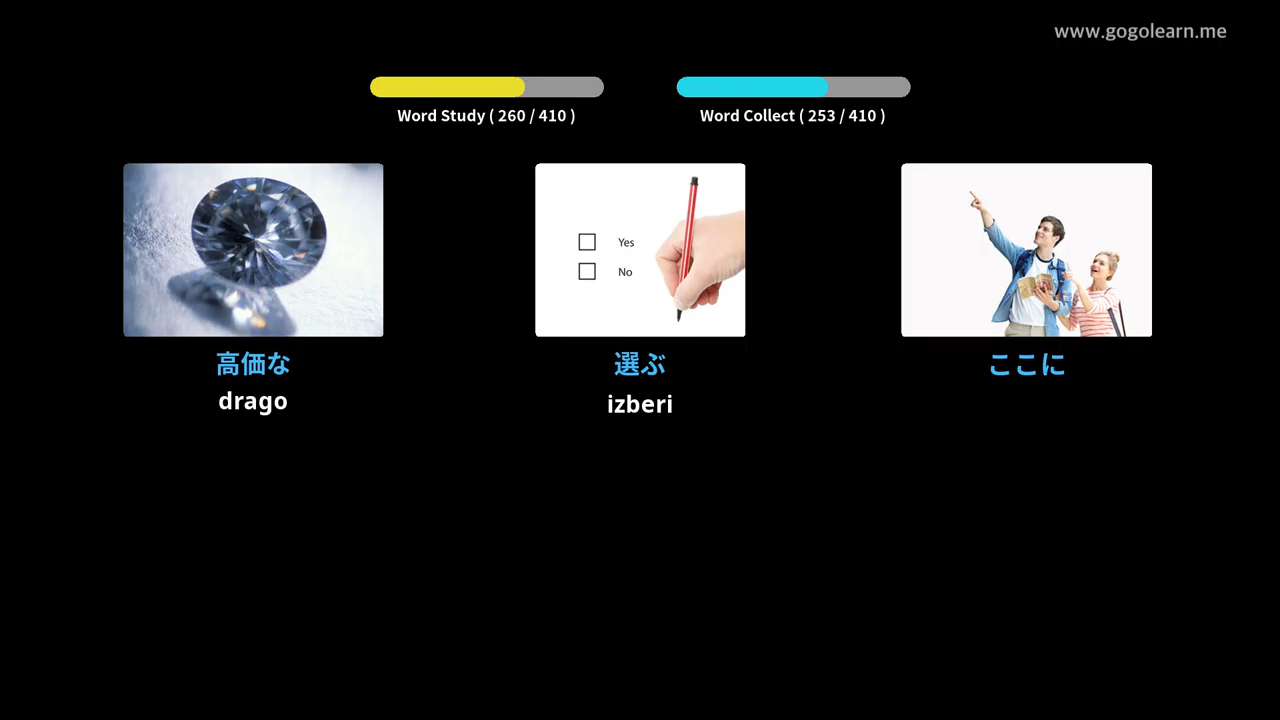 www.gogolearn.me
Word Study ( 260 / 410 )
Word Collect ( 253 / 410 )
Yes
No
高価な
選ぶ
ここに
drago
izberi